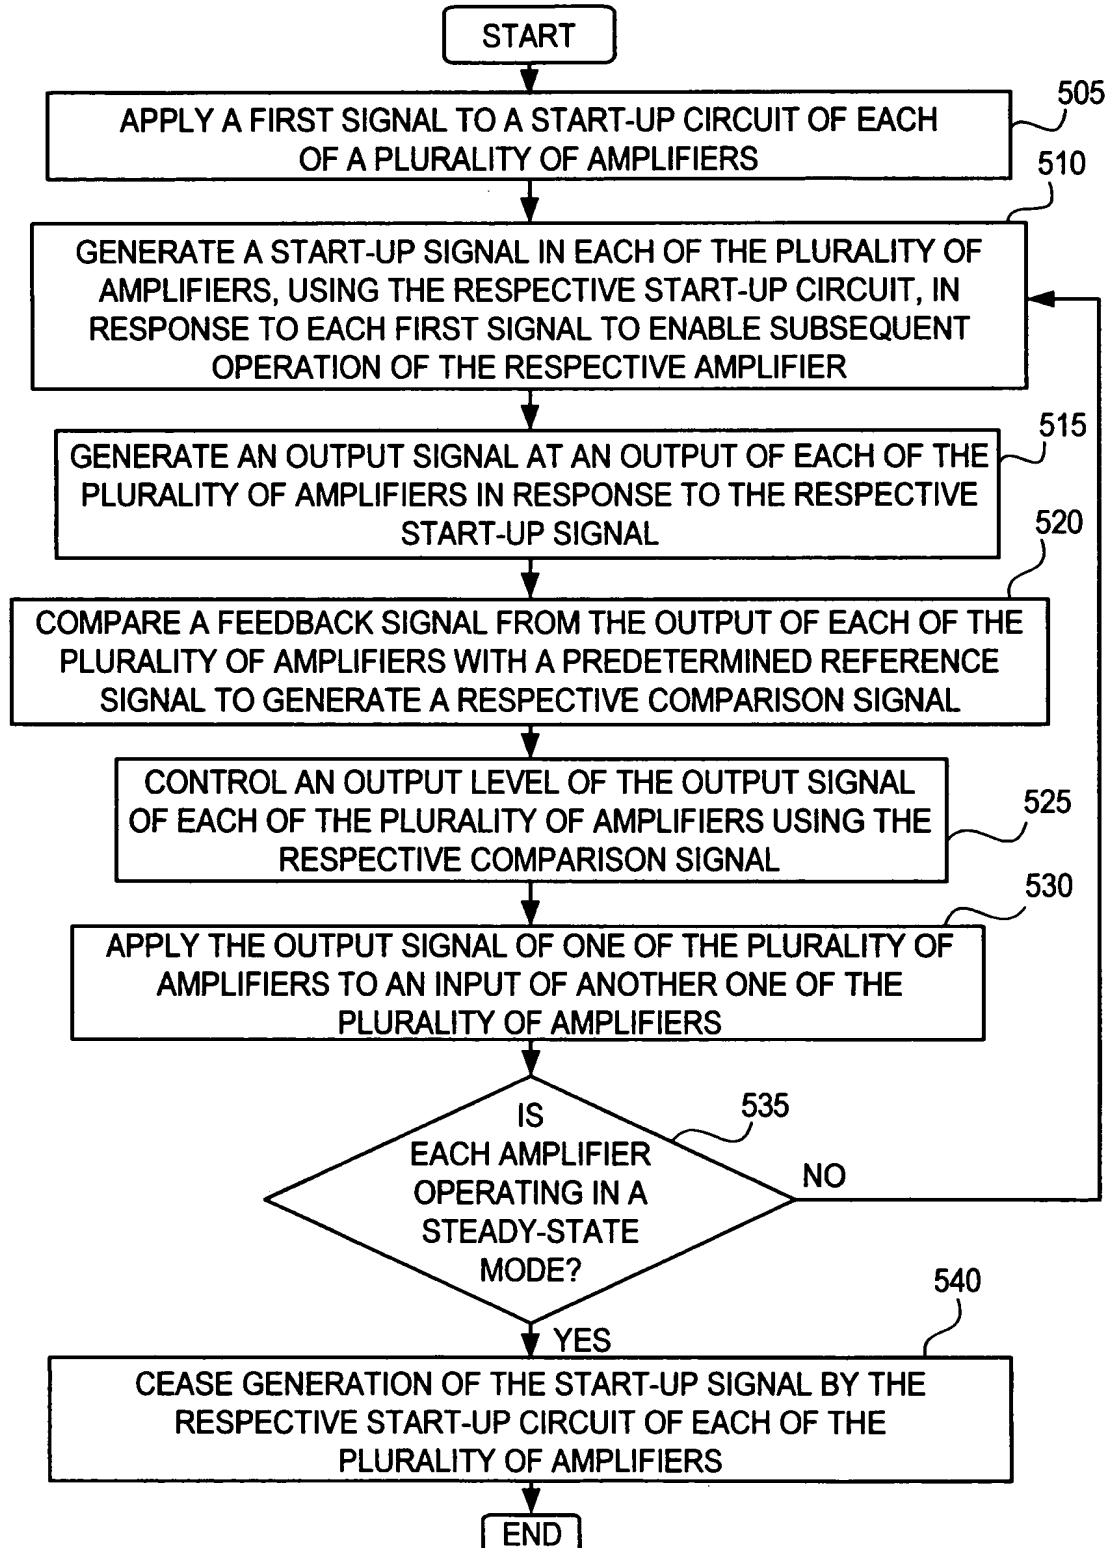 START
505
APPLY A FIRST SIGNAL TO A START-UP CIRCUIT OF EACH
OF A PLURALITY OF AMPLIFIERS
510
GENERATE A START-UP SIGNAL IN EACH OF THE PLURALITY OF
AMPLIFIERS, USING THE RESPECTIVE START-UP CIRCUIT, IN
RESPONSE TO EACH FIRST SIGNAL TO ENABLE SUBSEQUENT
OPERATION OF THE RESPECTIVE AMPLIFIER
515
GENERATE AN OUTPUT SIGNAL AT AN OUTPUT OF EACH OF THE
PLURALITY OF AMPLIFIERS IN RESPONSE TO THE RESPECTIVE
START-UP SIGNAL
520
COMPARE A FEEDBACK SIGNAL FROM THE OUTPUT OF EACH OF THE
PLURALITY OF AMPLIFIERS WITH A PREDETERMINED REFERENCE
SIGNAL TO GENERATE A RESPECTIVE COMPARISON SIGNAL
CONTROL AN OUTPUT LEVEL OF THE OUTPUT SIGNAL
OF EACH OF THE PLURALITY OF AMPLIFIERS USING THE
RESPECTIVE COMPARISON SIGNAL
525
530
APPLY THE OUTPUT SIGNAL OF ONE OF THE PLURALITY OF
AMPLIFIERS TO AN INPUT OF ANOTHER ONE OF THE
PLURALITY OF AMPLIFIERS
535
IS
EACH AMPLIFIER
OPERATING IN A
STEADY-STATE
MODE?
NO
540
YES
CEASE GENERATION OF THE START-UP SIGNAL BY THE
RESPECTIVE START-UP CIRCUIT OF EACH OF THE
PLURALITY OF AMPLIFIERS
END